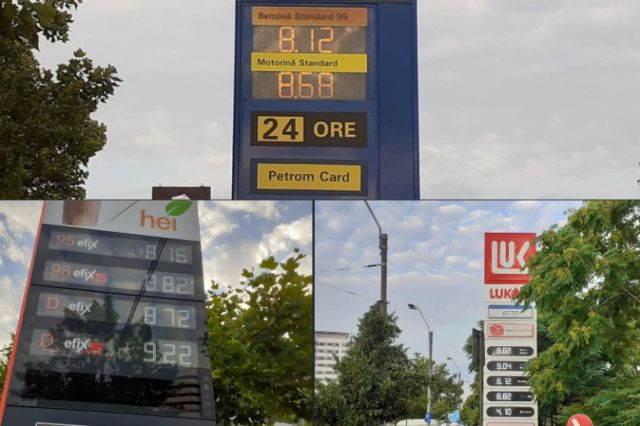 Benzină Standard 95
8.12
Motorină Standard
8.68
24 ORE
Petrom Card
hei
95 efix 8.16
98 efix S 8.82
D efix 8.72
D efix S 9.22
LUK
LUK
ECTO
8.68
9.04
8.12
8.82
4.10